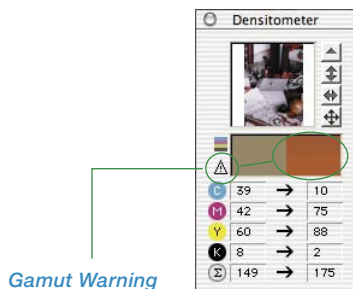 Densitometer
C 39 → 10
M 42 → 75
Y 60 → 88
K 8 → 2
Σ 149 → 175
Gamut Warning